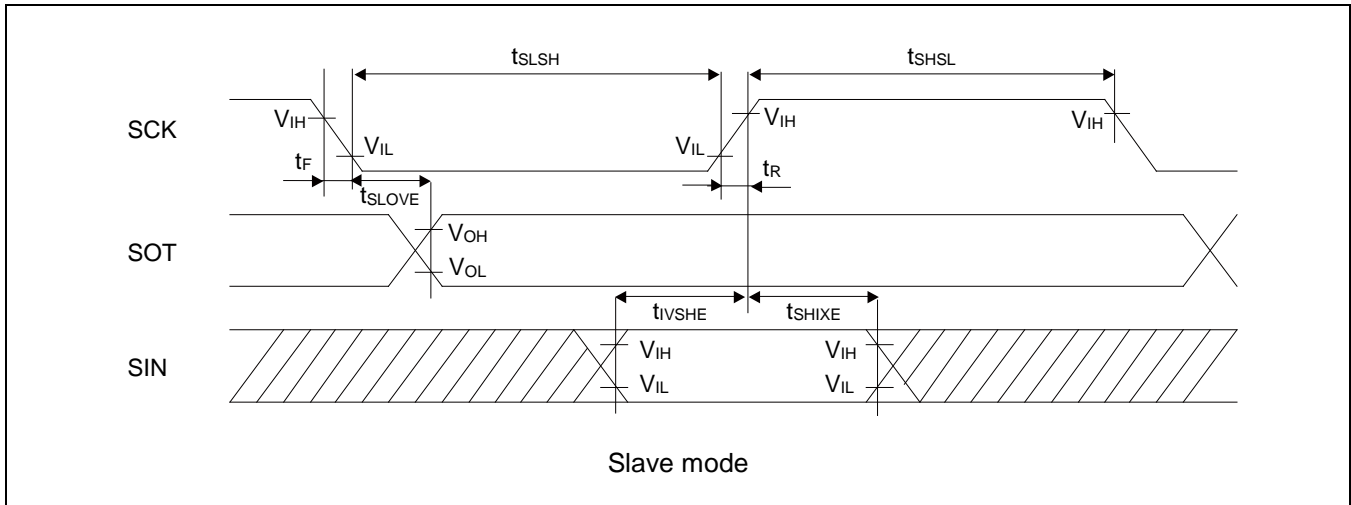 tSLSH
tSHSL
SCK
VIH
VIL
VIL
VIH
VIH
tF
tSLOVE
tR
SOT
VOH
VOL
tIVSHE
tSHIXE
SIN
VIH
VIL
VIH
VIL
Slave mode